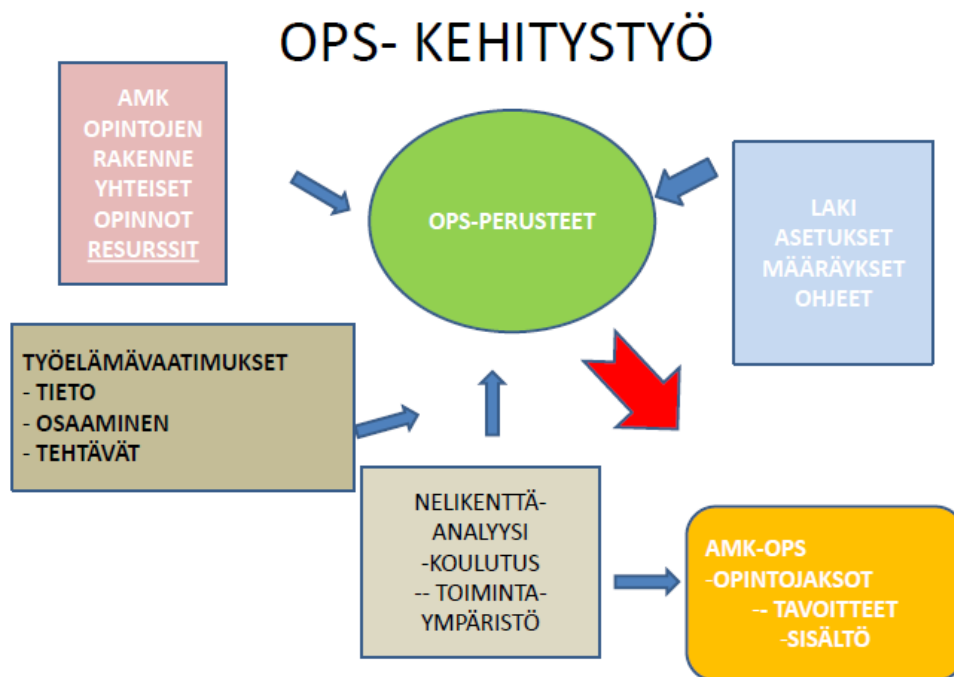 OPS- KEHITYSTYÖ
AMK
OPINTOJEN
RAKENNE
YHTEISET
OPINNOT
RESURSSIT
OPS-PERUSTEET
LAKI
ASETUKSET
MÄÄRÄYKSET
OHJEET
TYÖELÄMÄVAATIMUKSET
- TIETO
- OSAAMINEN
- TEHTÄVÄT
NELIKENTTÄ-
ANALYYSI
-KOULUTUS
-- TOIMINTA-
YMPÄRISTÖ
AMK-OPS
-OPINTOJAKSOT
-- TAVOITTEET
-SISÄLTÖ